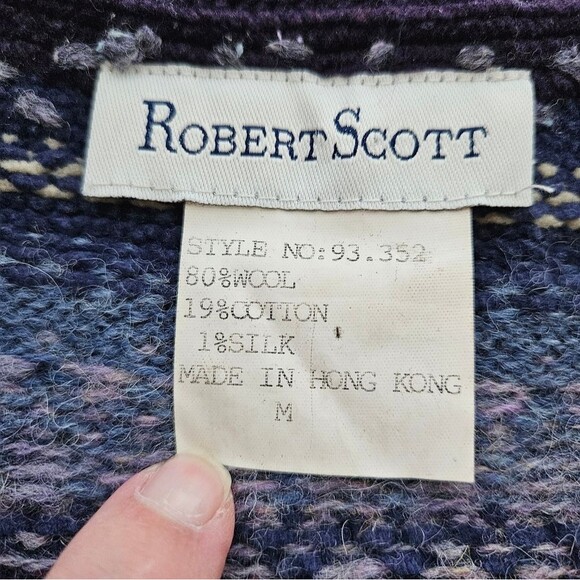 ROBERT SCOTT
STYLE NO:93.352
80%WOOL
19%COTTON
1%SILK
MADE IN HONG KONG
M